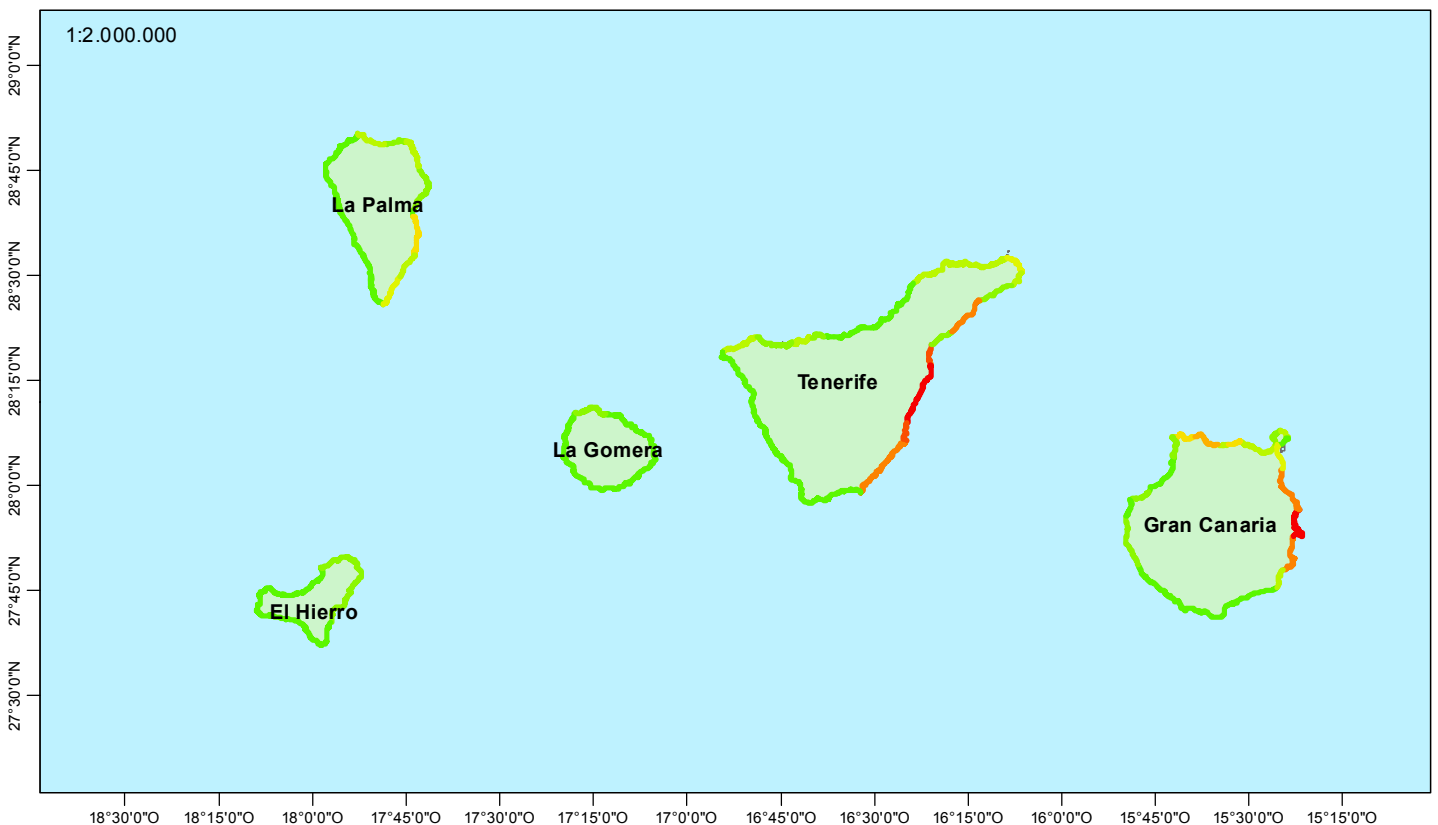 1:2.000.000
29°0'0"N
28°45'0"N
28°30'0"N
28°15'0"N
28°0'0"N
27°45'0"N
27°30'0"N
La Palma
Tenerife
La Gomera
Gran Canaria
El Hierro
18°30'0"O
18°15'0"O
18°0'0"O
17°45'0"O
17°30'0"O
17°15'0"O
17°0'0"O
16°45'0"O
16°30'0"O
16°15'0"O
16°0'0"O
15°45'0"O
15°30'0"O
15°15'0"O